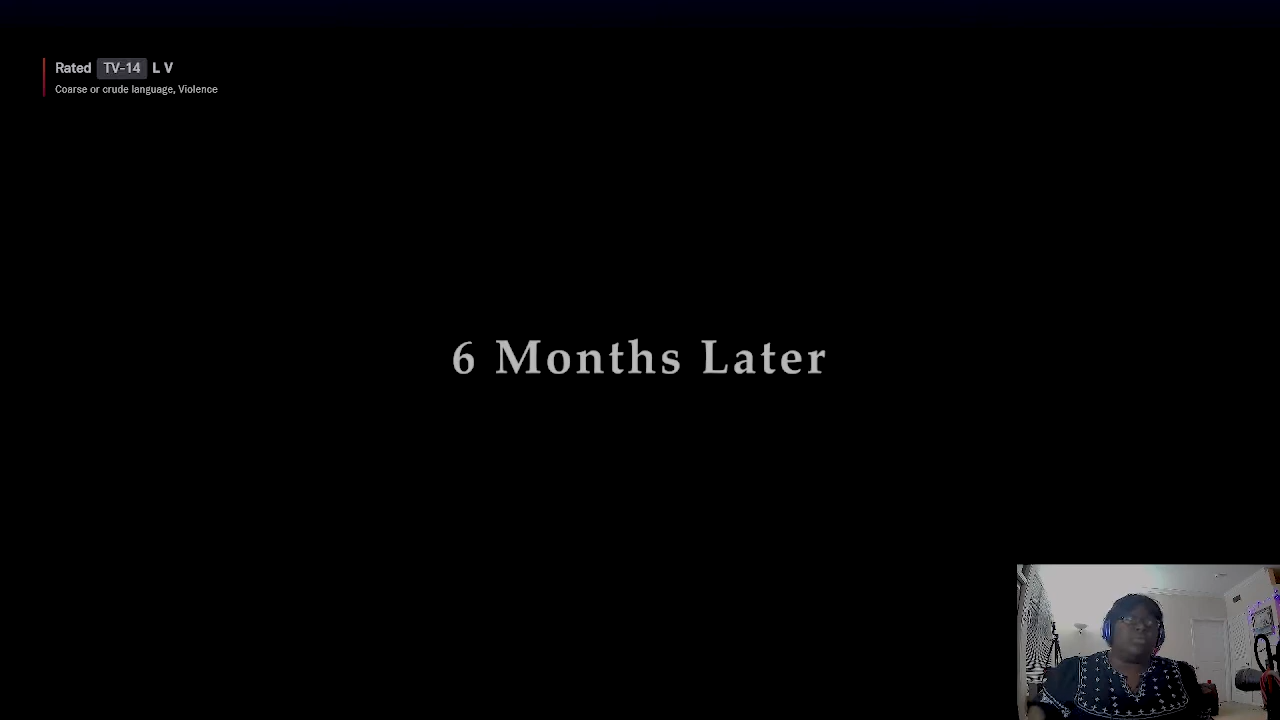 Rated TV-14 L V
Coarse or crude language, Violence
6 Months Later